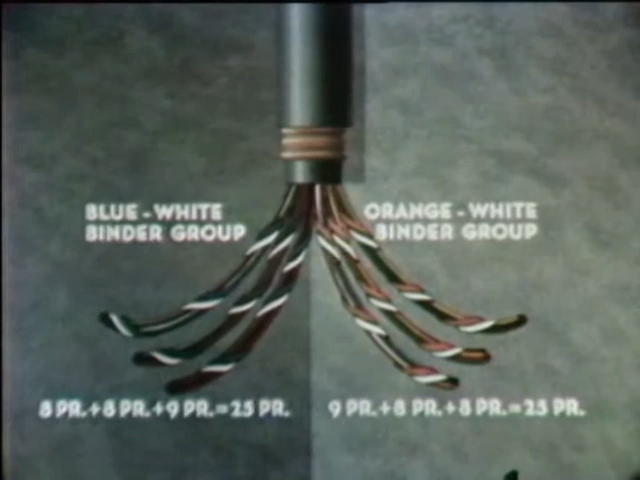 BLUE - WHITE
BINDER GROUP
ORANGE - WHITE
BINDER GROUP
8 PR. + 8 PR. + 9 PR. = 25 PR.
9 PR. + 8 PR. + 8 PR. = 25 PR.